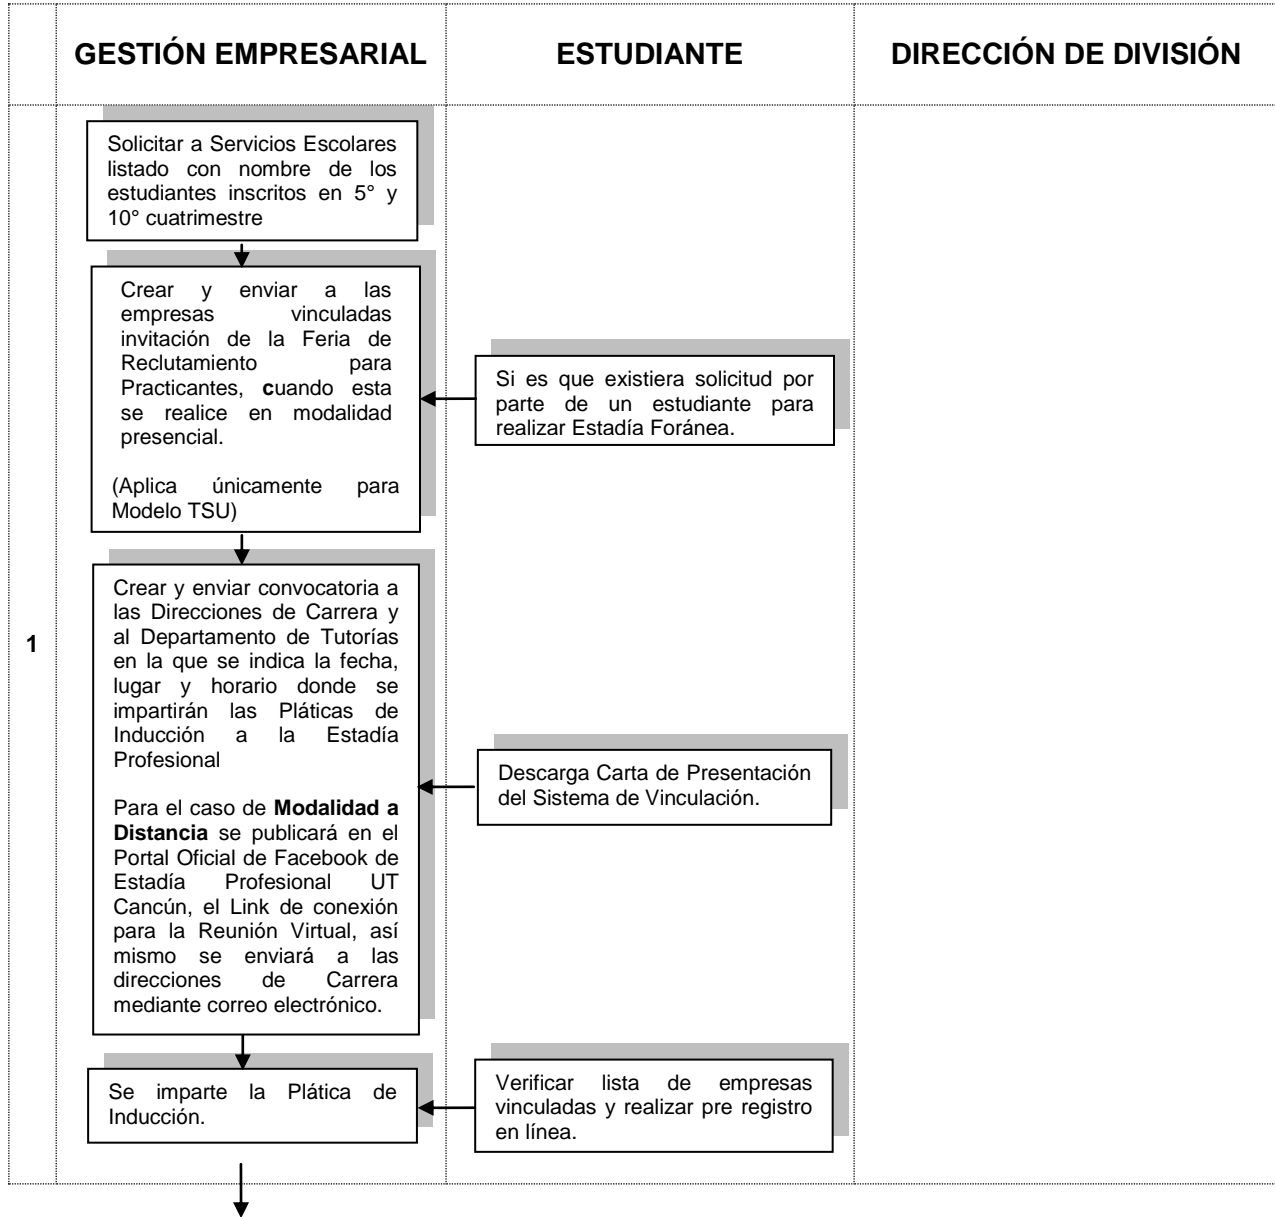 GESTIÓN EMPRESARIAL
ESTUDIANTE
DIRECCIÓN DE DIVISIÓN
1
Solicitar a Servicios Escolares
listado con nombre de los
estudiantes inscritos en 5° y
10° cuatrimestre
Crear y enviar a las
empresas vinculadas
invitación de la Feria de
Reclutamiento para
Practicantes, cuando esta
se realice en modalidad
presencial.
(Aplica únicamente para
Modelo TSU)
Si es que existiera solicitud por
parte de un estudiante para
realizar Estadía Foránea.
Crear y enviar convocatoria a
las Direcciones de Carrera y
al Departamento de Tutorías
en la que se indica la fecha,
lugar y horario donde se
impartirán las Pláticas de
Inducción a la Estadía
Profesional
Para el caso de Modalidad a
Distancia se publicará en el
Portal Oficial de Facebook de
Estadía Profesional UT
Cancún, el Link de conexión
para la Reunión Virtual, así
mismo se enviará a las
direcciones de Carrera
mediante correo electrónico.
Descarga Carta de Presentación
del Sistema de Vinculación.
Se imparte la Plática de
Inducción.
Verificar lista de empresas
vinculadas y realizar pre registro
en línea.